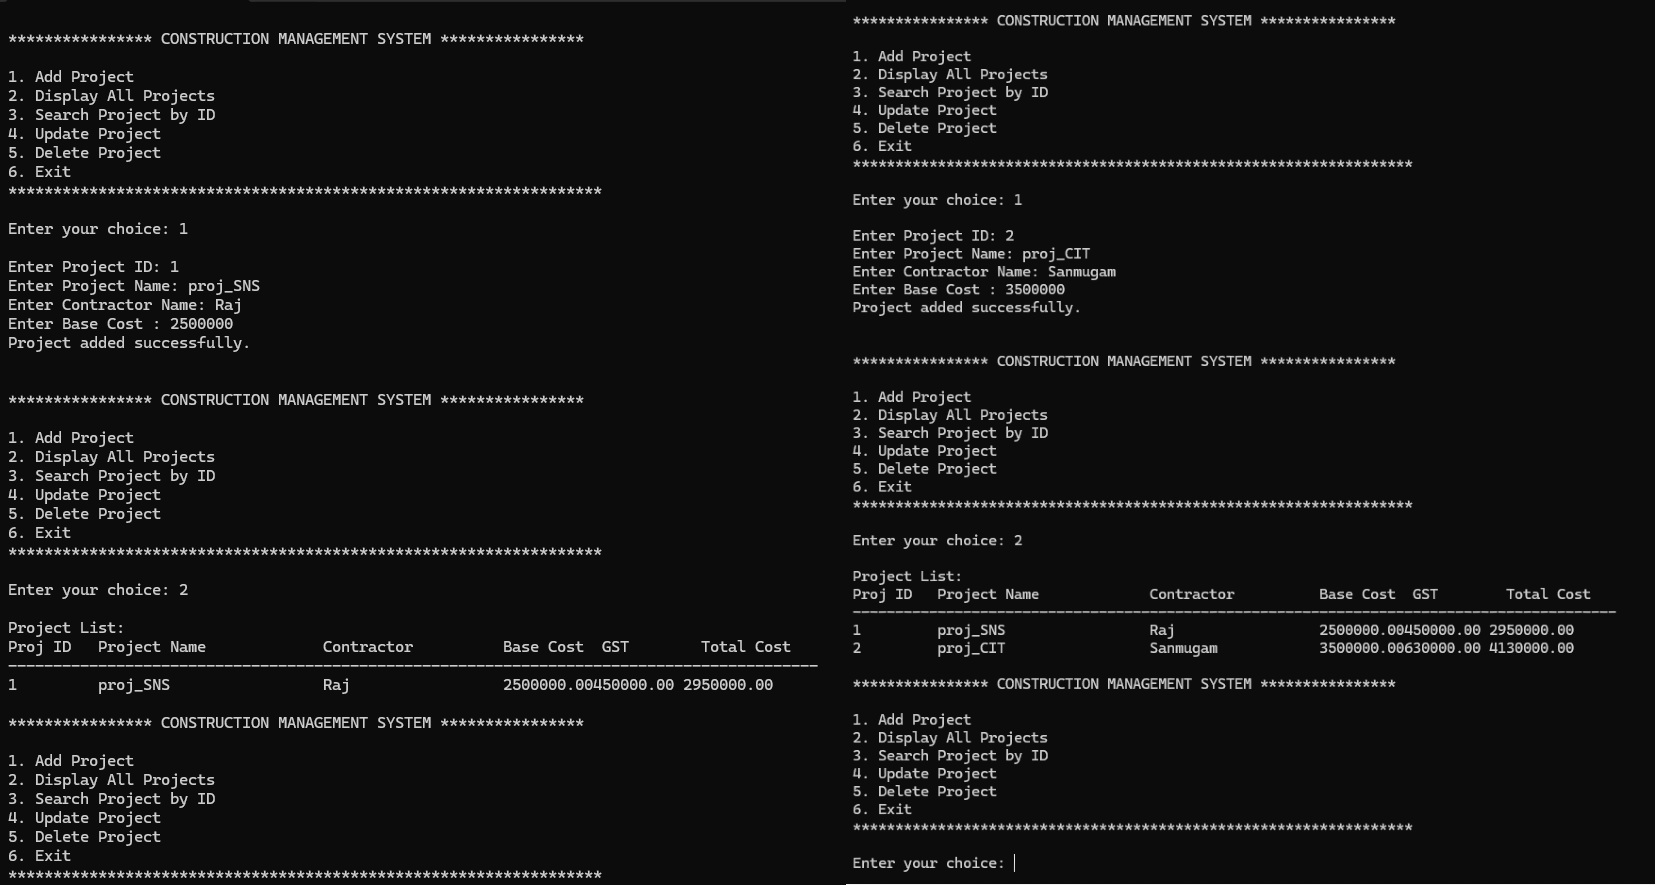 **************** CONSTRUCTION MANAGEMENT SYSTEM ****************
1. Add Project
2. Display All Projects
3. Search Project by ID
4. Update Project
5. Delete Project
6. Exit
******************************************************************
Enter your choice: 1
Enter Project ID: 1
Enter Project Name: proj_SNS
Enter Contractor Name: Raj
Enter Base Cost : 2500000
Project added successfully.
**************** CONSTRUCTION MANAGEMENT SYSTEM ****************
1. Add Project
2. Display All Projects
3. Search Project by ID
4. Update Project
5. Delete Project
6. Exit
******************************************************************
Enter your choice: 2
Project List:
Proj ID   Project Name             Contractor          Base Cost  GST        Total Cost
------------------------------------------------------------------------------------------
1         proj_SNS                 Raj                 2500000.00450000.00 2950000.00
**************** CONSTRUCTION MANAGEMENT SYSTEM ****************
1. Add Project
2. Display All Projects
3. Search Project by ID
4. Update Project
5. Delete Project
6. Exit
******************************************************************
**************** CONSTRUCTION MANAGEMENT SYSTEM ****************
1. Add Project
2. Display All Projects
3. Search Project by ID
4. Update Project
5. Delete Project
6. Exit
******************************************************************
Enter your choice: 1
Enter Project ID: 2
Enter Project Name: proj_CIT
Enter Contractor Name: Sanmugam
Enter Base Cost : 3500000
Project added successfully.
**************** CONSTRUCTION MANAGEMENT SYSTEM ****************
1. Add Project
2. Display All Projects
3. Search Project by ID
4. Update Project
5. Delete Project
6. Exit
******************************************************************
Enter your choice: 2
Project List:
Proj ID   Project Name             Contractor          Base Cost  GST        Total Cost
------------------------------------------------------------------------------------------
1         proj_SNS                 Raj                 2500000.00450000.00 2950000.00
2         proj_CIT                 Sanmugam            3500000.00630000.00 4130000.00
**************** CONSTRUCTION MANAGEMENT SYSTEM ****************
1. Add Project
2. Display All Projects
3. Search Project by ID
4. Update Project
5. Delete Project
6. Exit
******************************************************************
Enter your choice: